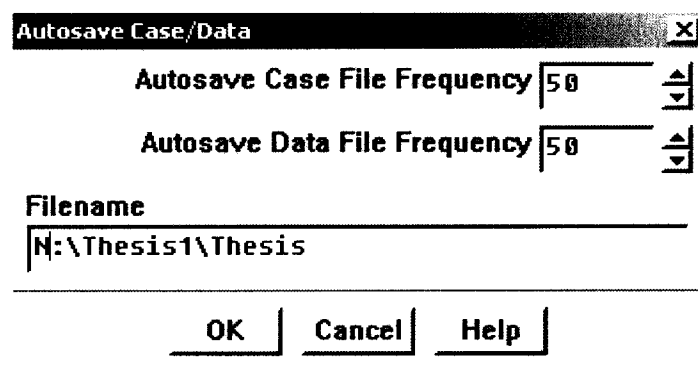 Autosave Case/Data
Autosave Case File Frequency 50
Autosave Data File Frequency 50
Filename
N:\Thesis1\Thesis
OK Cancel Help